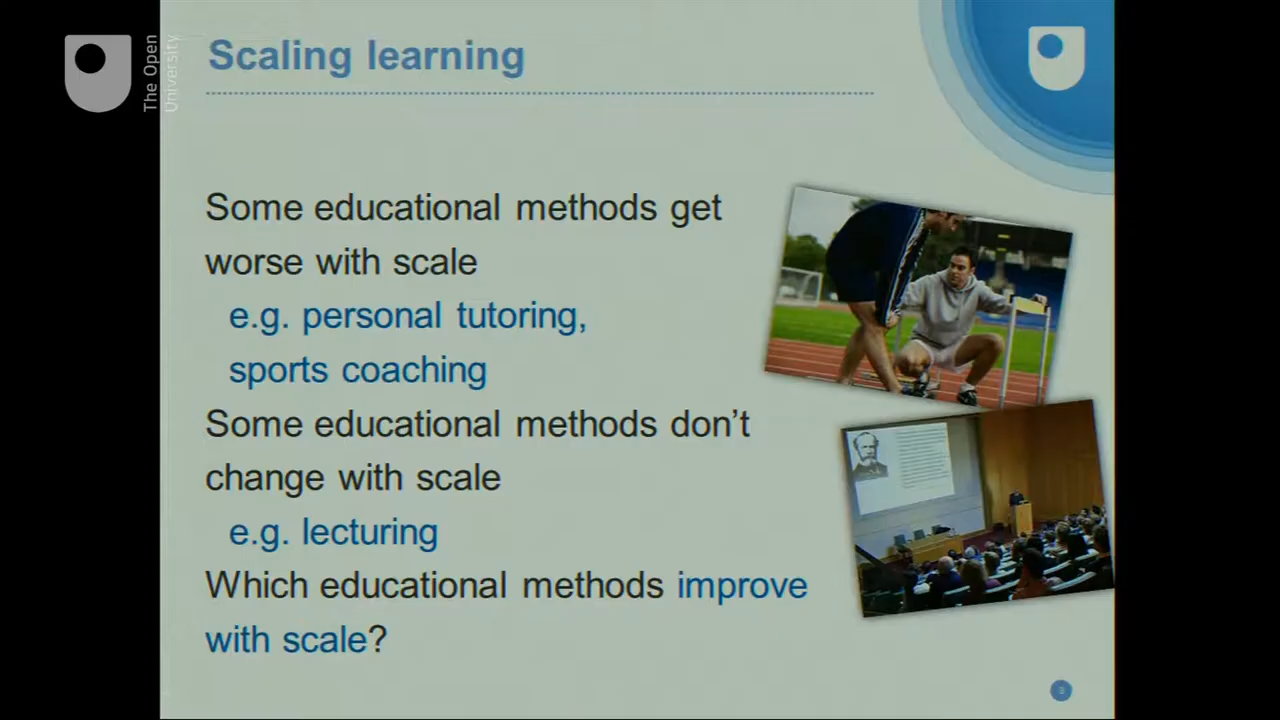 The Open
University
Scaling learning
Some educational methods get
worse with scale
e.g. personal tutoring,
sports coaching
Some educational methods don’t
change with scale
e.g. lecturing
Which educational methods improve
with scale?